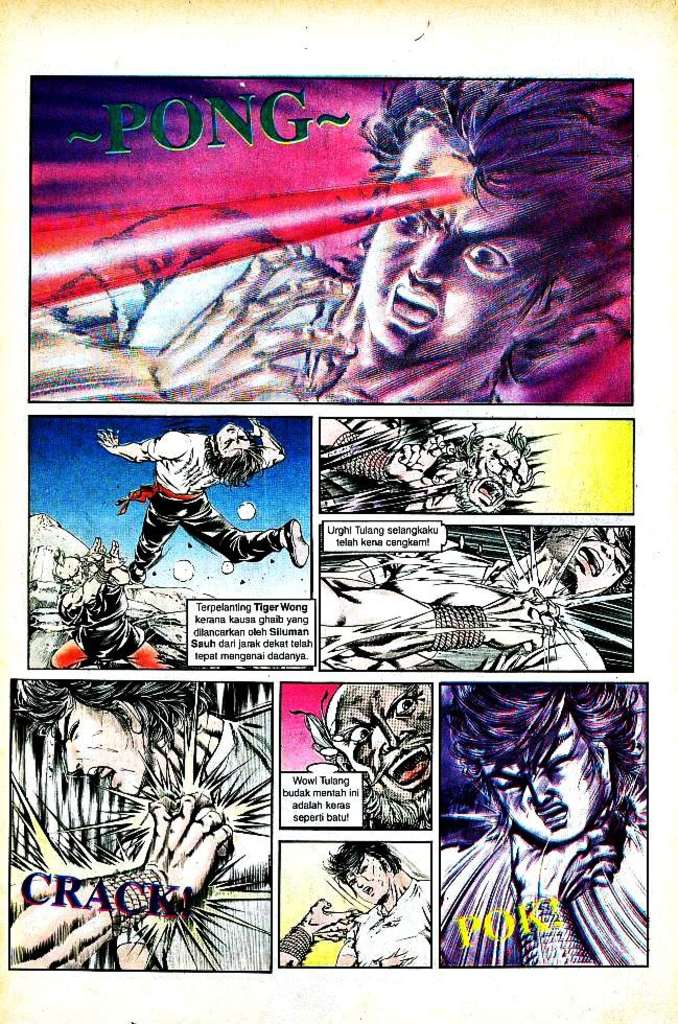 ~PONG~
Terpelanting Tiger Wong
kerana kausa ghaib yang
dilancarkan oleh Siluman
Sauh dari jarak dekat telah
tepat mengenai dadanya.
Urgh! Tulang selangkaku
telah kena cengkam!
CRACK!
Wow! Tulang
budak mentah ini
adalah keras
seperti batu!
POK!